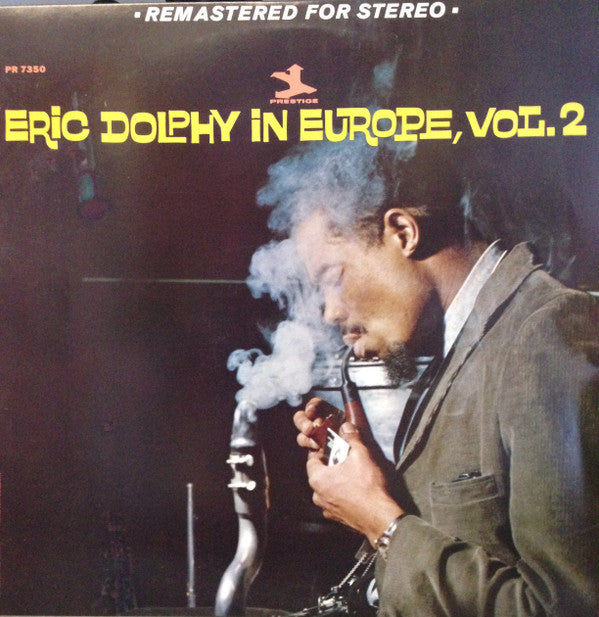 · REMASTERED FOR STEREO ·
PR 7350
PRESTIGE
ERIC DOLPHY IN EUROPE, VOL. 2